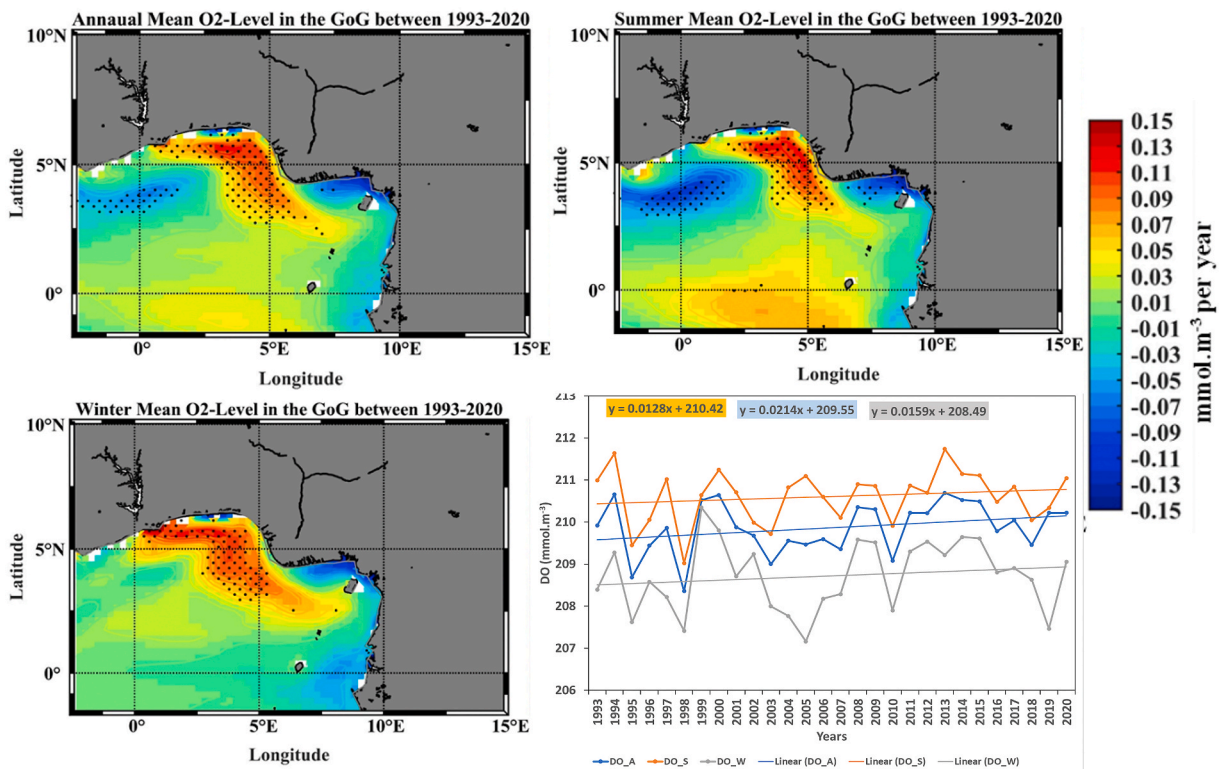 Annaual Mean O2-Level in the GoG between 1993-2020
10°N
5°N
0°
Latitude
0°
5°E
10°E
15°E
Longitude
Summer Mean O2-Level in the GoG between 1993-2020
10°N
5°N
0°
Latitude
0°
5°E
10°E
15°E
Longitude
0.15
0.13
0.11
0.09
0.07
0.05
0.03
0.01
-0.01
-0.03
-0.05
-0.07
-0.09
-0.11
-0.13
-0.15
mmol.m⁻³ per year
Winter Mean O2-Level in the GoG between 1993-2020
10°N
5°N
0°
Latitude
0°
5°E
10°E
15°E
Longitude
y = 0.0128x + 210.42
y = 0.0214x + 209.55
y = 0.0159x + 208.49
213
212
211
210
209
208
207
206
DO (mmol.m-3)
1993
1994
1995
1996
1997
1998
1999
2000
2001
2002
2003
2004
2005
2006
2007
2008
2009
2010
2011
2012
2013
2014
2015
2016
2017
2018
2019
2020
Years
DO_A
DO_S
DO_W
Linear (DO_A)
Linear (DO_S)
Linear (DO_W)